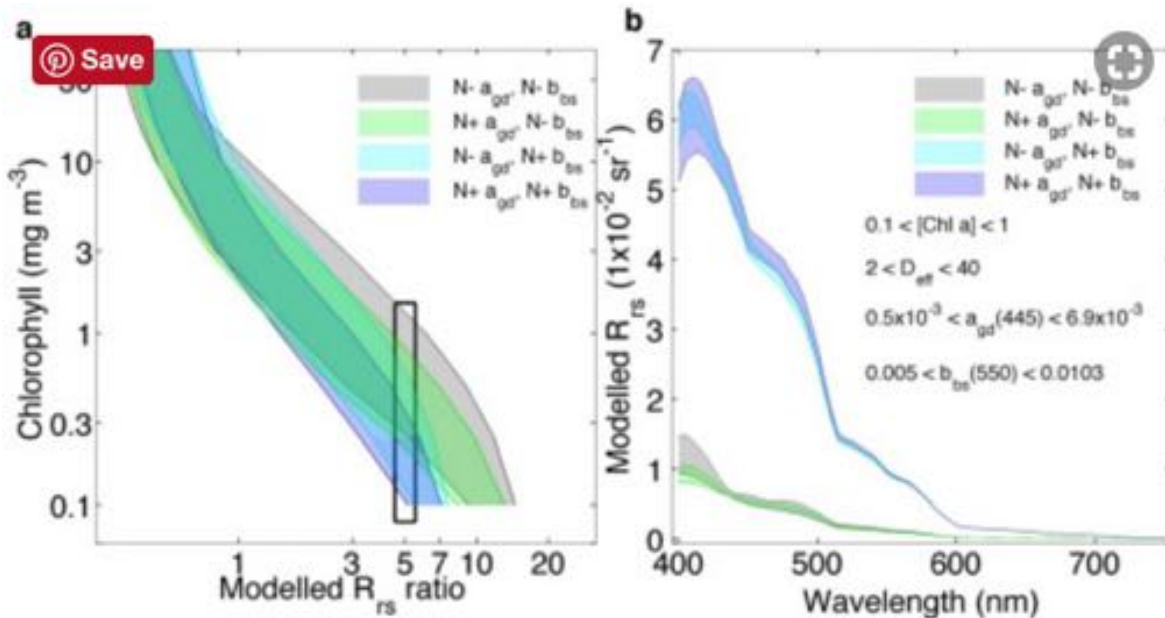 a
Save
30
10
3
1
0.3
0.1
Chlorophyll (mg m⁻³)
N- a_gd, N- b_bs
N+ a_gd, N- b_bs
N- a_gd, N+ b_bs
N+ a_gd, N+ b_bs
1 3 5 7 10 20
Modelled R_rs ratio
b
7
6
5
4
3
2
1
0
Modelled R_rs (1x10⁻² sr⁻¹)
N- a_gd, N- b_bs
N+ a_gd, N- b_bs
N- a_gd, N+ b_bs
N+ a_gd, N+ b_bs
0.1 < [Chl a] < 1
2 < D_eff < 40
0.5x10⁻³ < a_gd(445) < 6.9x10⁻³
0.005 < b_bs(550) < 0.0103
400 500 600 700
Wavelength (nm)